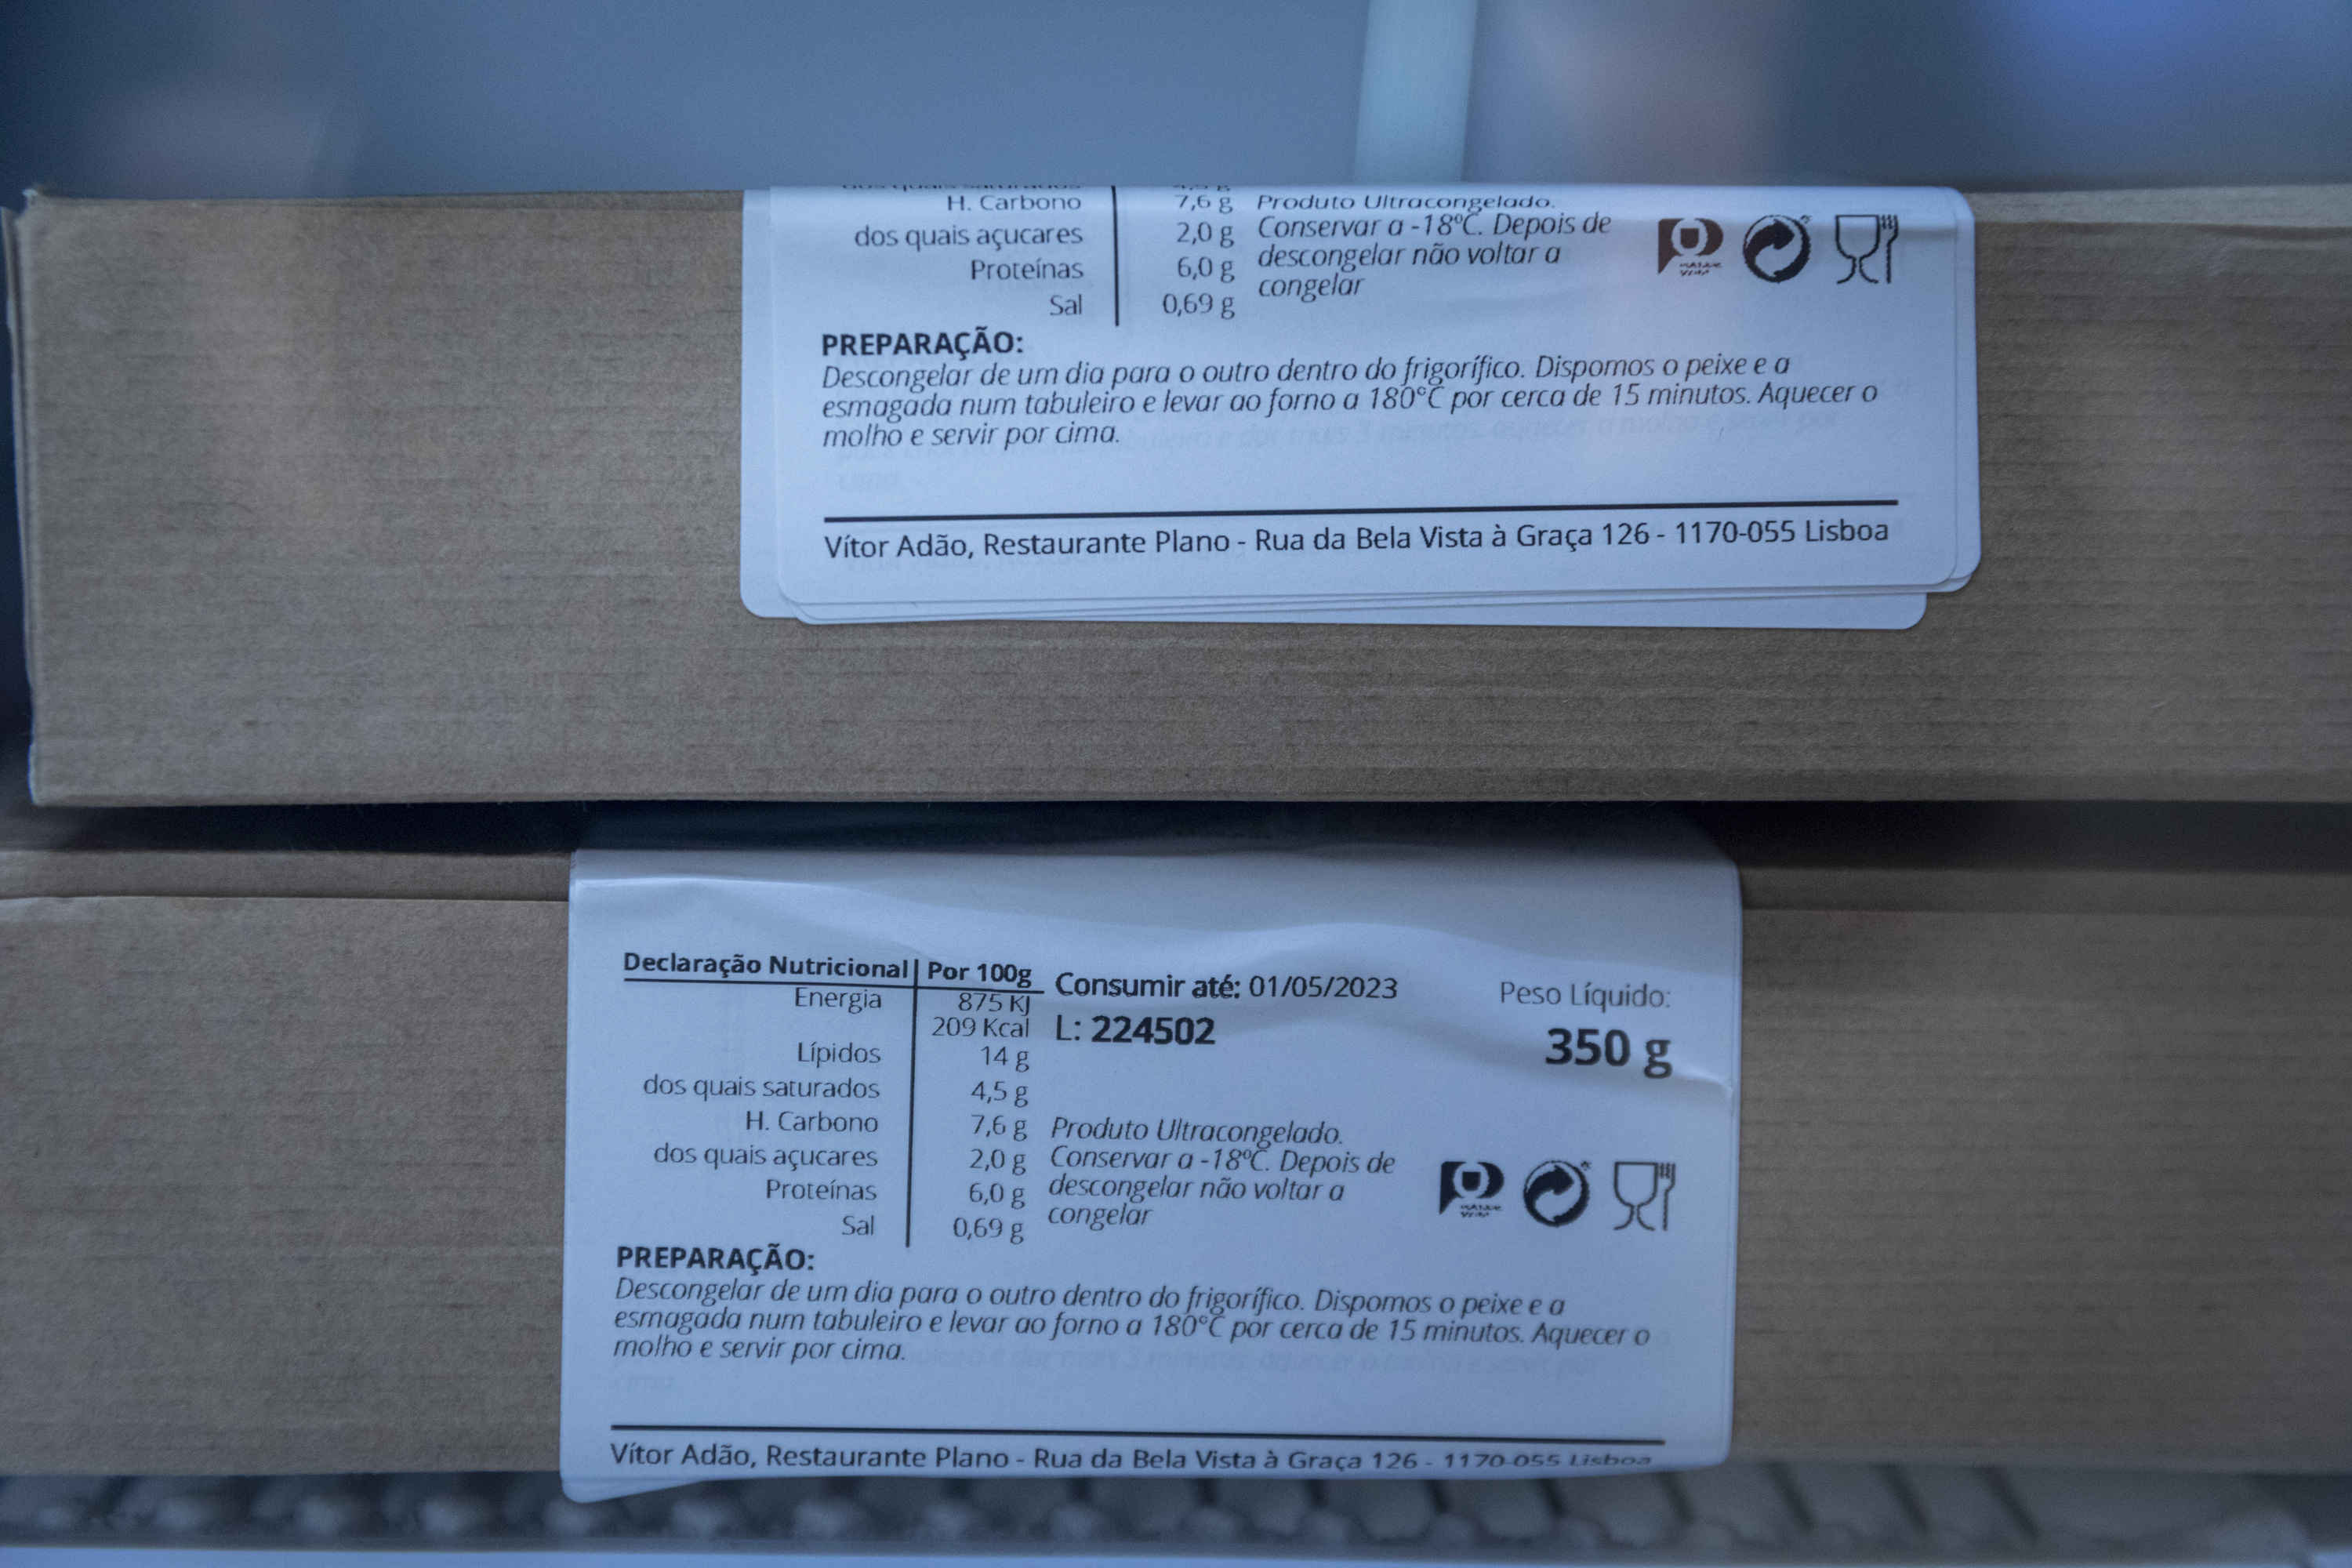 H. Carbono 7,6 g Produto Ultracongelado.
dos quais açucares 2,0 g Conservar a -18ºC. Depois de
Proteínas 6,0 g descongelar não voltar a
Sal 0,69 g congelar
PREPARAÇÃO:
Descongelar de um dia para o outro dentro do frigorífico. Dispomos o peixe e a
esmagada num tabuleiro e levar ao forno a 180°C por cerca de 15 minutos. Aquecer o
molho e servir por cima.
Vítor Adão, Restaurante Plano - Rua da Bela Vista à Graça 126 - 1170-055 Lisboa
Declaração Nutricional Por 100g
Energia 875 KJ
209 Kcal
Lípidos 14 g
dos quais saturados 4,5 g
H. Carbono 7,6 g
dos quais açucares 2,0 g
Proteínas 6,0 g
Sal 0,69 g
Consumir até: 01/05/2023
L: 224502
Peso Líquido:
350 g
Produto Ultracongelado.
Conservar a -18ºC. Depois de
descongelar não voltar a
congelar
PREPARAÇÃO:
Descongelar de um dia para o outro dentro do frigorífico. Dispomos o peixe e a
esmagada num tabuleiro e levar ao forno a 180°C por cerca de 15 minutos. Aquecer o
molho e servir por cima.
Vítor Adão, Restaurante Plano - Rua da Bela Vista à Graça 126 - 1170-055 Lisboa